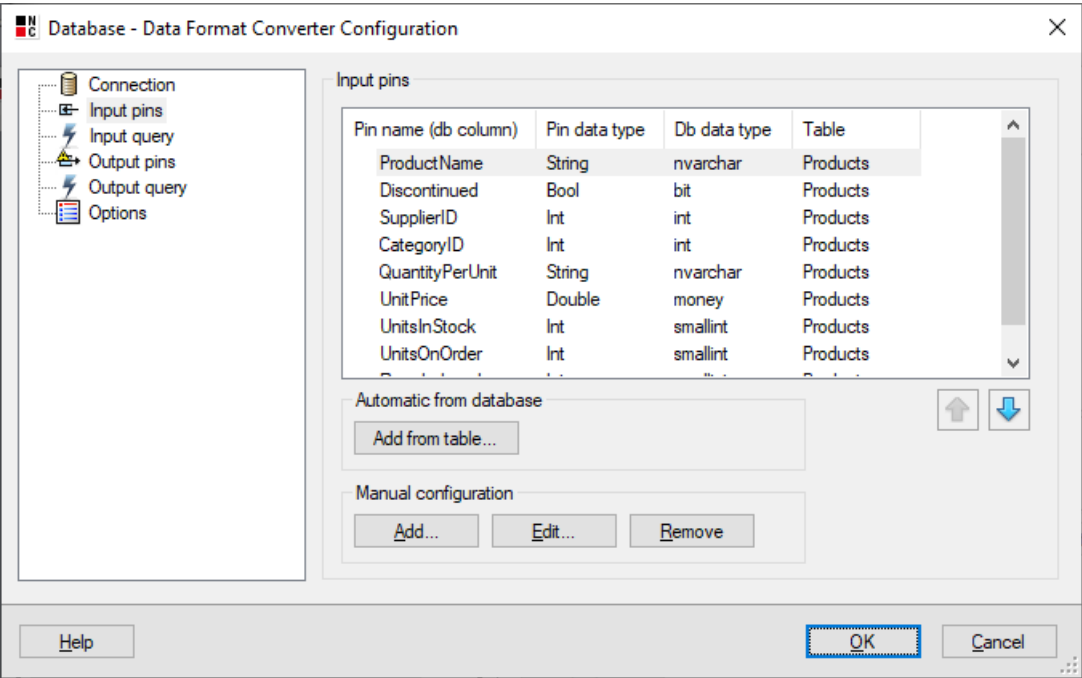 NC Database - Data Format Converter Configuration
Connection
Input pins
Input query
Output pins
Output query
Options
Input pins
Pin name (db column) Pin data type Db data type Table
ProductName String nvarchar Products
Discontinued Bool bit Products
SupplierID Int int Products
CategoryID Int int Products
QuantityPerUnit String nvarchar Products
UnitPrice Double money Products
UnitsInStock Int smallint Products
UnitsOnOrder Int smallint Products
Automatic from database
Add from table...
Manual configuration
Add... Edit... Remove
Help OK Cancel